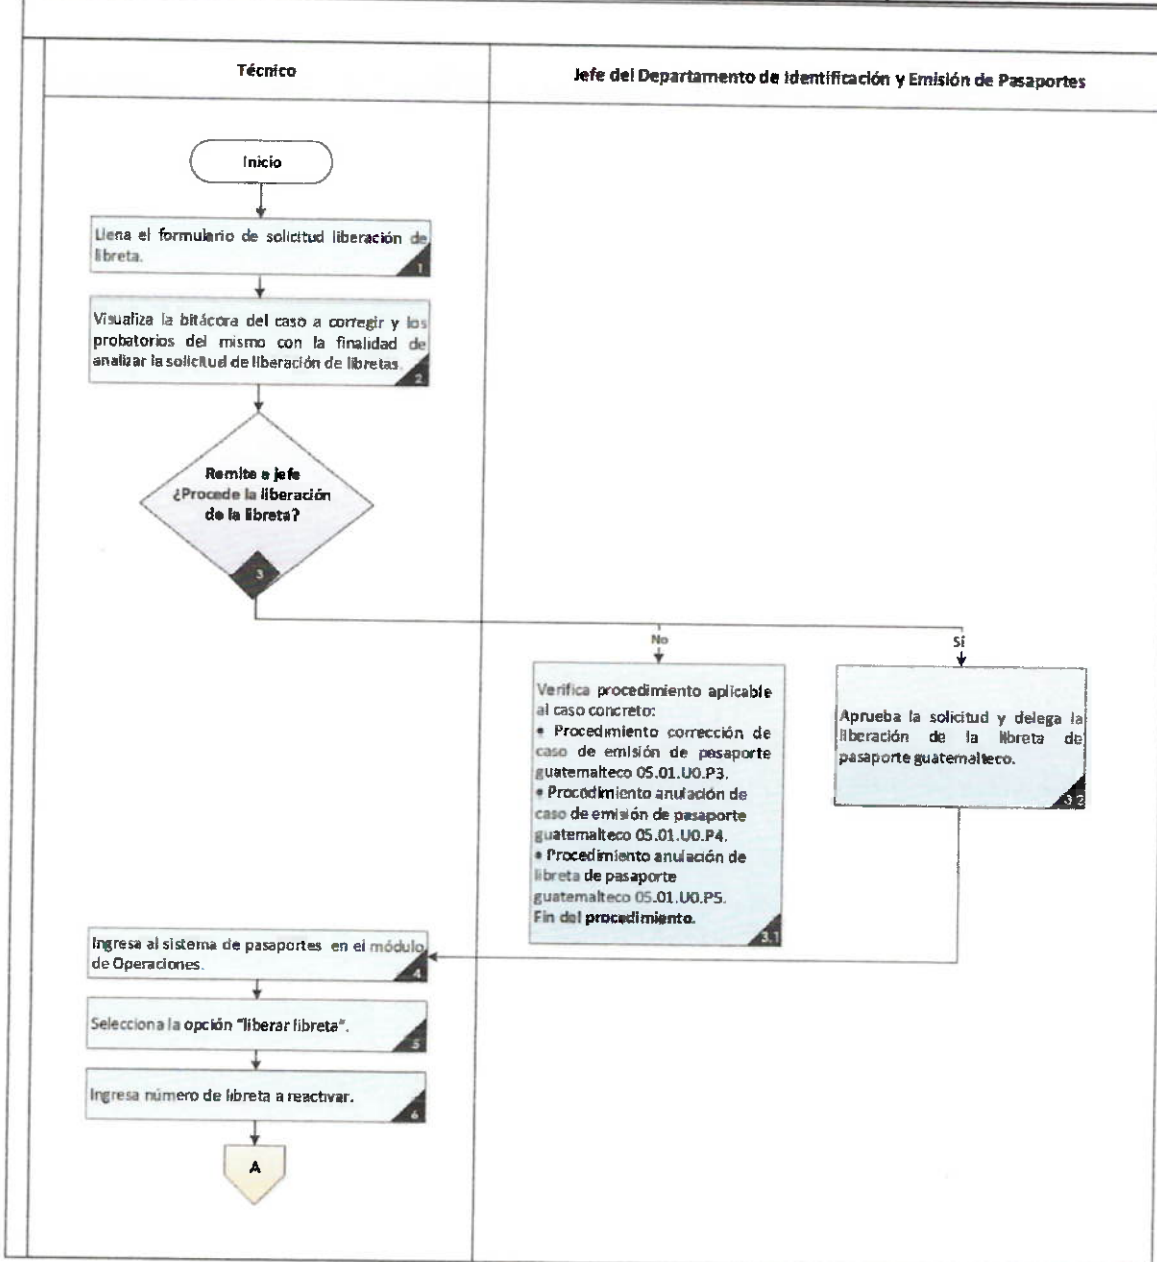 Técnico
Jefe del Departamento de Identificación y Emisión de Pasaportes
Inicio
Llena el formulario de solicitud liberación de
libreta.
1
Visualiza la bitácora del caso a corregir y los
probatorios del mismo con la finalidad de
analizar la solicitud de liberación de libretas.
2
Remite a jefe
¿Procede la liberación
de la libreta?
3
No
Sí
Verifica procedimiento aplicable
al caso concreto:
• Procedimiento corrección de
caso de emisión de pasaporte
guatemalteco 05.01.U0.P3.
• Procedimiento anulación de
caso de emisión de pasaporte
guatemalteco 05.01.U0.P4.
• Procedimiento anulación de
libreta de pasaporte
guatemalteco 05.01.U0.P5.
Fin del procedimiento.
3.1
Aprueba la solicitud y delega la
liberación de la libreta de
pasaporte guatemalteco.
3.2
Ingresa al sistema de pasaportes en el módulo
de Operaciones.
4
Selecciona la opción "liberar libreta".
5
Ingresa número de libreta a reactivar.
6
A